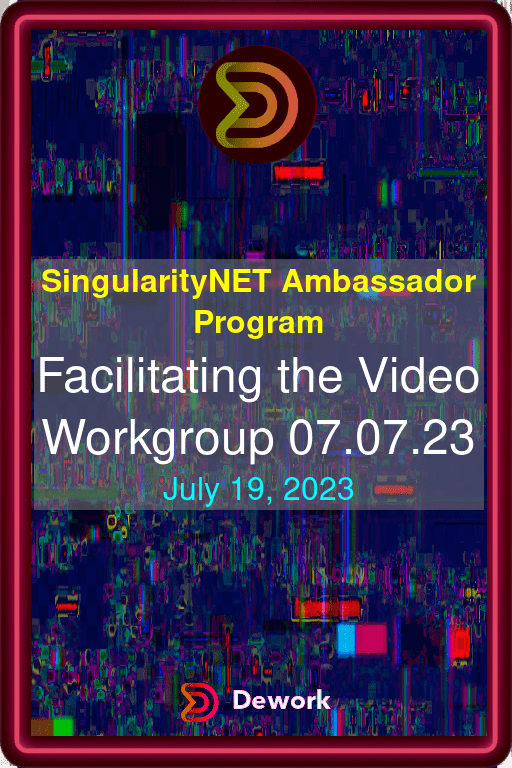 SingularityNET Ambassador
Program
Facilitating the Video
Workgroup 07.07.23
July 19, 2023
Dework